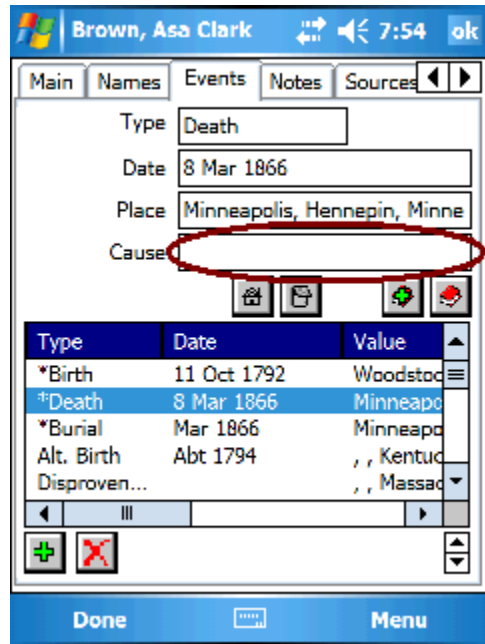 Brown, Asa Clark 7:54 ok
Main Names Events Notes Sources
Type Death
Date 8 Mar 1866
Place Minneapolis, Hennepin, Minne
Cause
Type Date Value
*Birth 11 Oct 1792 Woodstoc
*Death 8 Mar 1866 Minneapo
*Burial Mar 1866 Minneapo
Alt. Birth Abt 1794 , , Kentuc
Disproven... , , Massac
Done Menu